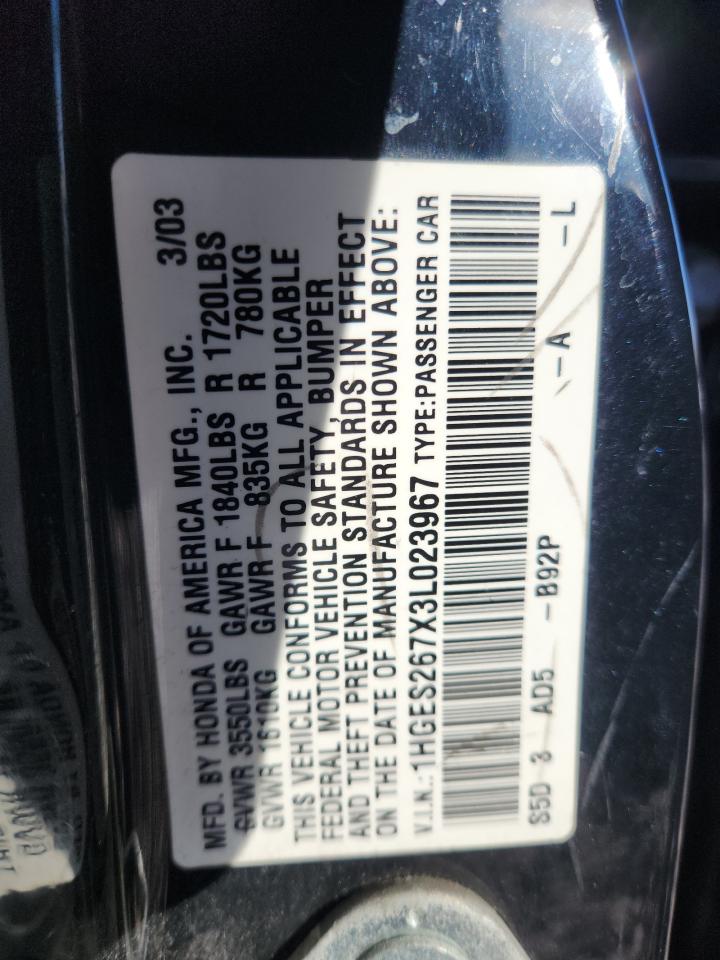 MFD. BY HONDA OF AMERICA MFG., INC. 3/03
GVWR 3550LBS GAWR F 1840LBS R 1720LBS
GVWR 1610KG GAWR F 835KG R 780KG
THIS VEHICLE CONFORMS TO ALL APPLICABLE
FEDERAL MOTOR VEHICLE SAFETY, BUMPER
AND THEFT PREVENTION STANDARDS IN EFFECT
ON THE DATE OF MANUFACTURE SHOWN ABOVE:
V.I.N.:1HGES267X3L023967 TYPE:PASSENGER CAR
S5D 3 AD5 -B92P -A -L